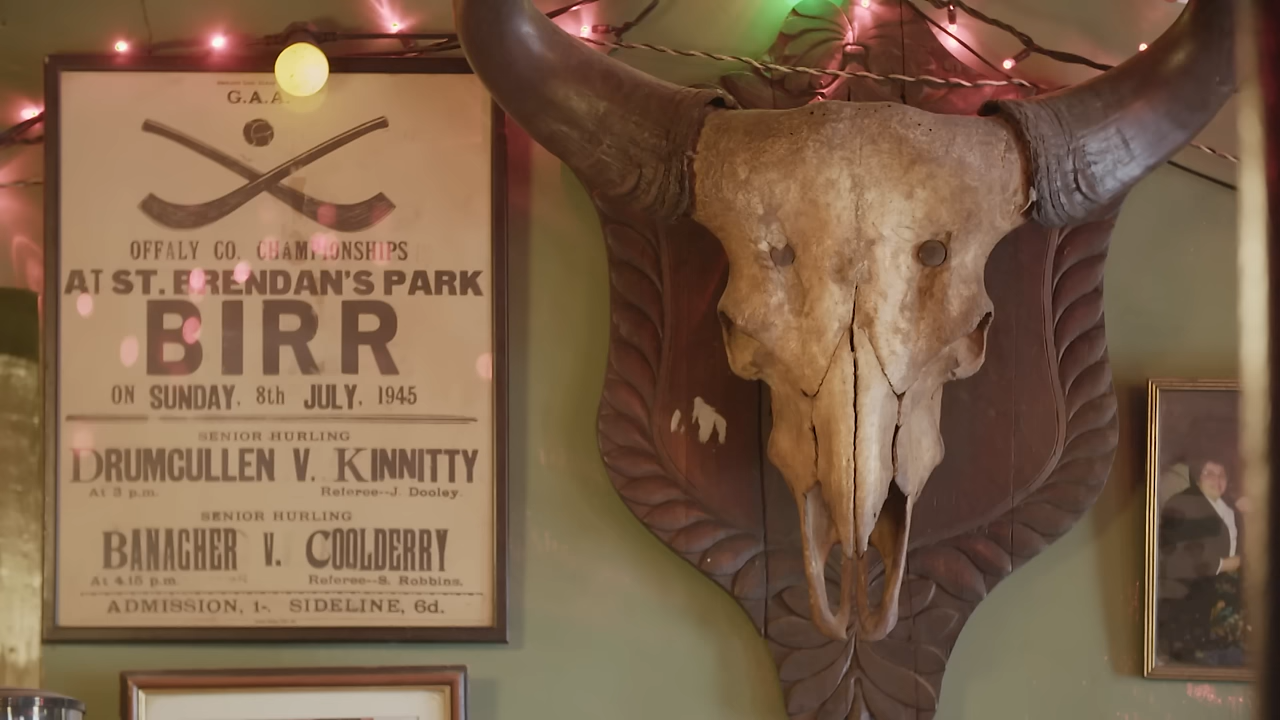 G.A.A.
OFFALY CO. CHAMPIONSHIPS
AT ST. BRENDAN'S PARK
BIRR
ON SUNDAY, 8th JULY, 1945
SENIOR HURLING
DRUMCULLEN V. KINNITTY
At 3 p.m. Referee--J. Dooley.
SENIOR HURLING
BANAGHER V. COOLDERRY
At 4.15 p.m. Referee--S. Robbins.
ADMISSION, 1-. SIDELINE, 6d.